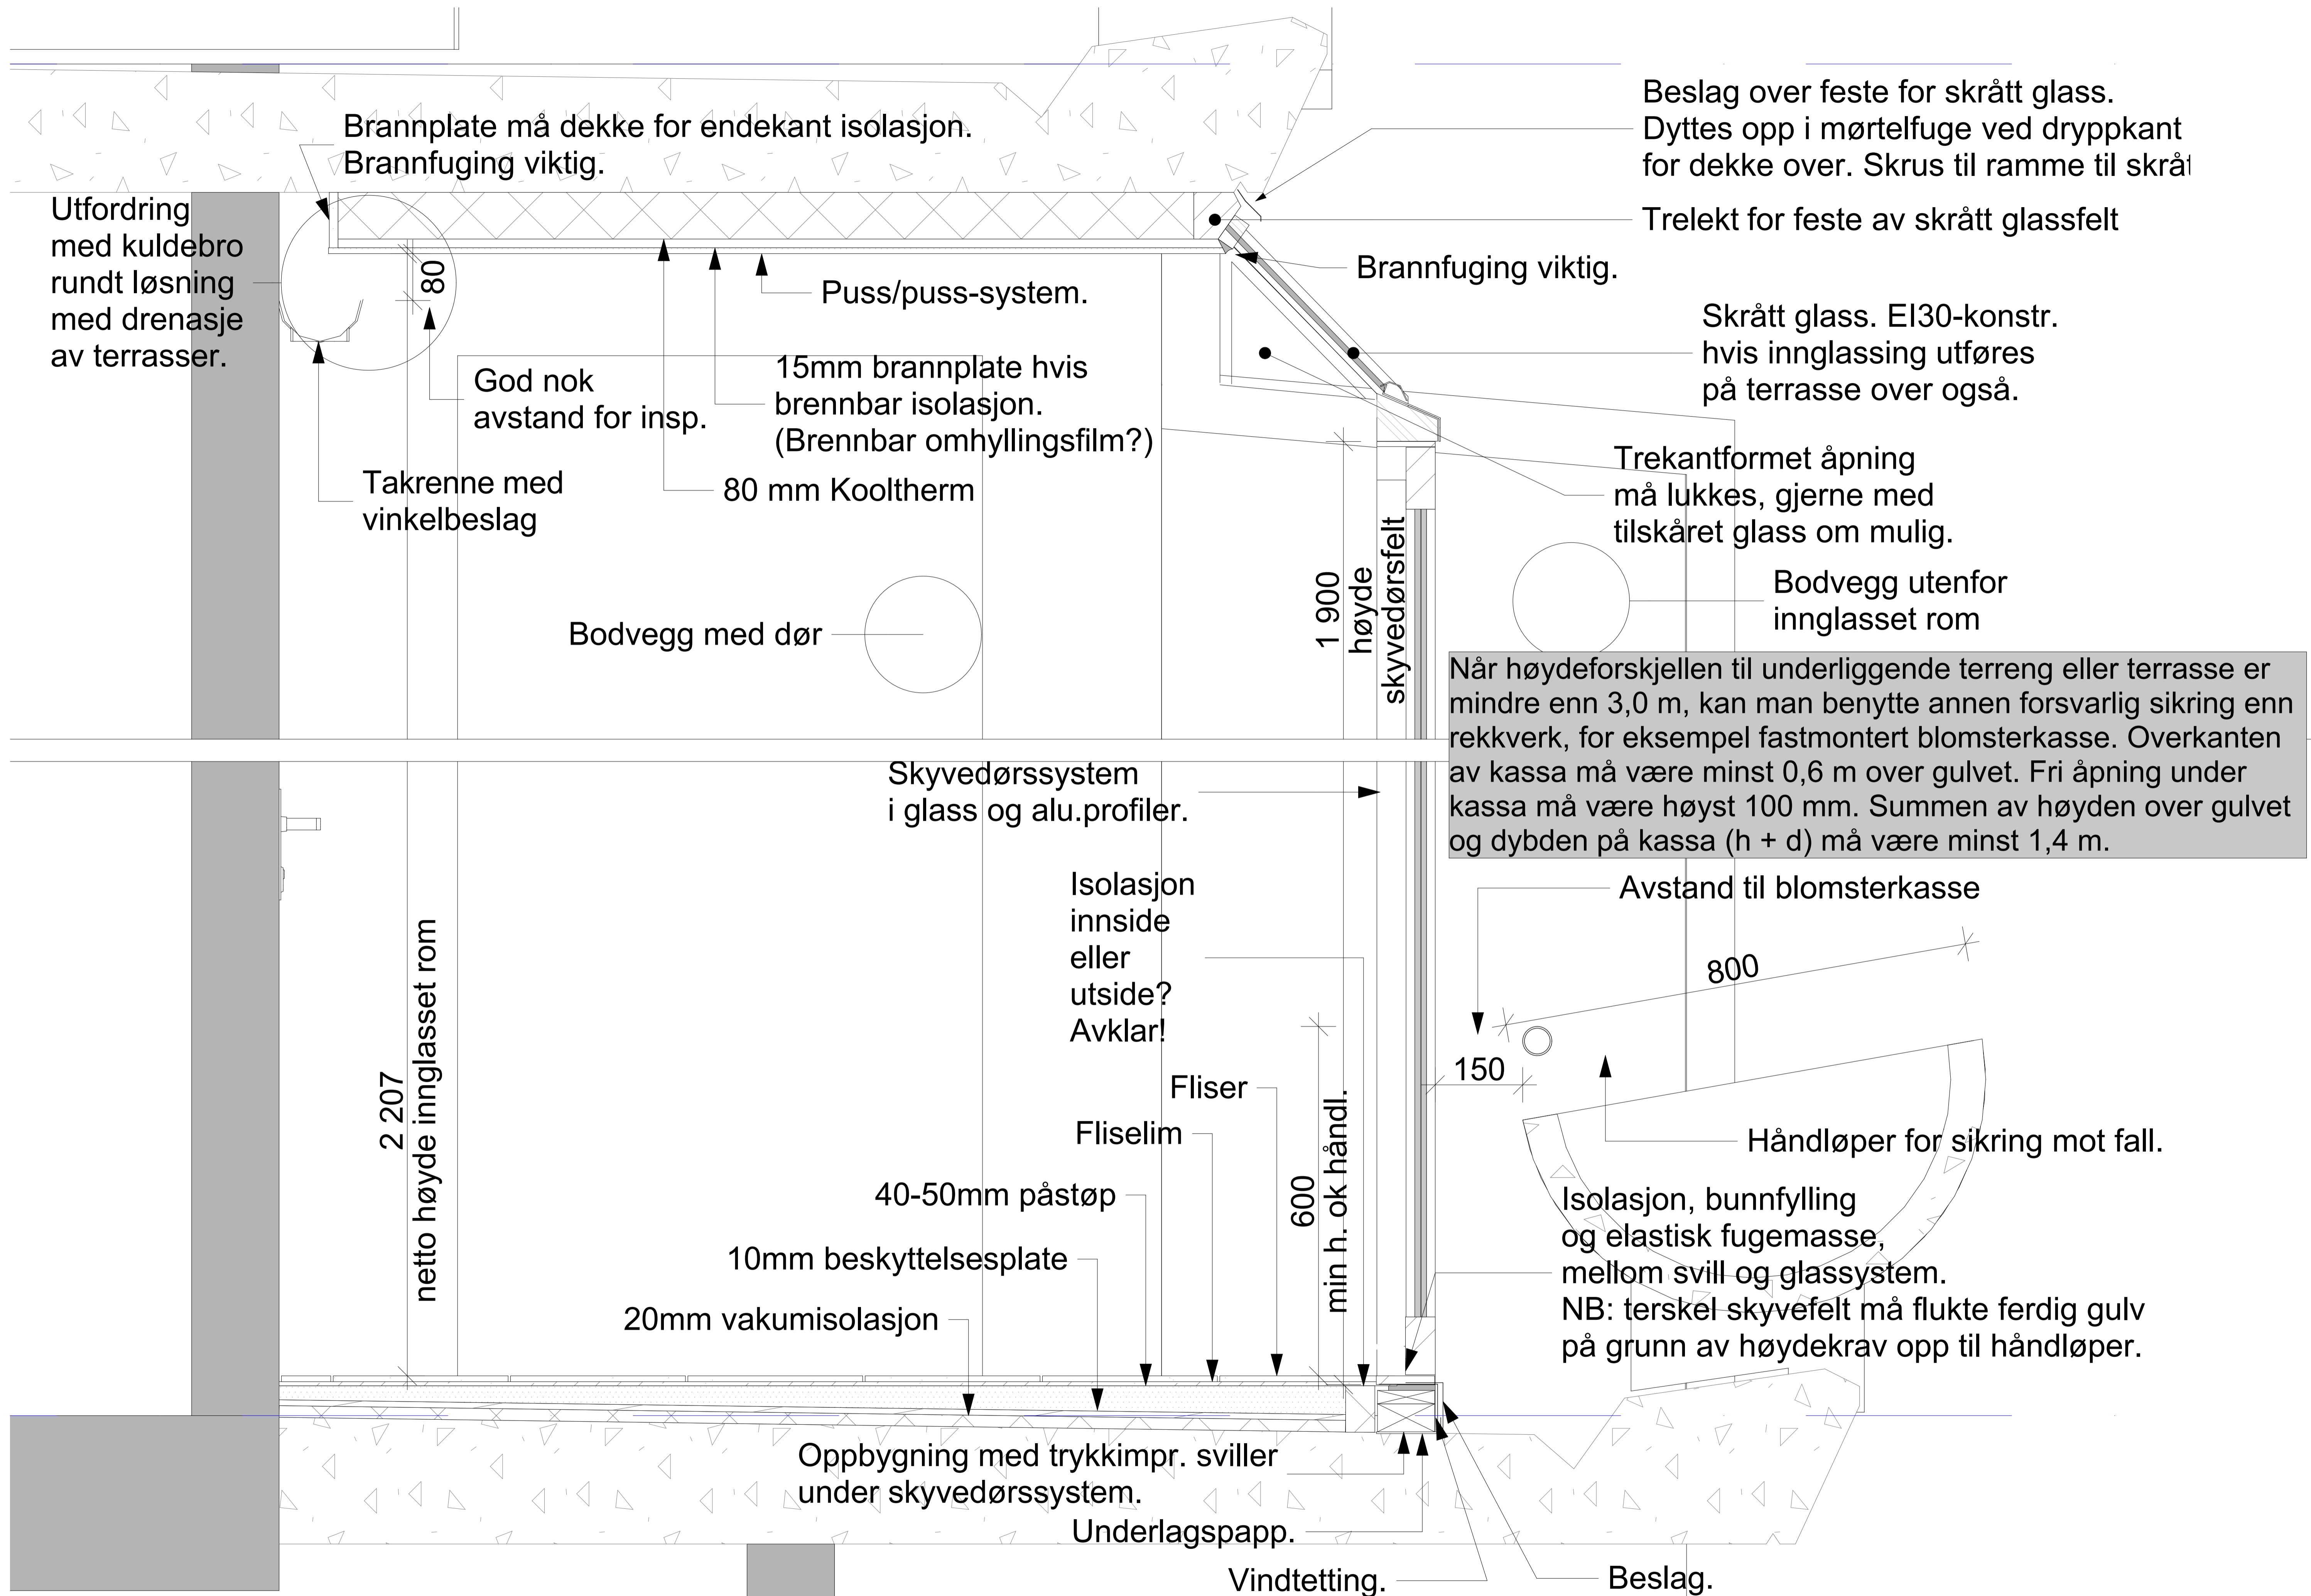 Beslag over feste for skrått glass.
Dyttes opp i mørtelfuge ved dryppkant
for dekke over. Skrus til ramme til skråt
Brannplate må dekke for endekant isolasjon.
Brannfuging viktig.
Utfordring
med kuldebro
rundt løsning
med drenasje
av terrasser.
Trelekt for feste av skrått glassfelt
Brannfuging viktig.
80
Puss/puss-system.
Skrått glass. EI30-konstr.
hvis innglassing utføres
på terrasse over også.
God nok
avstand for insp.
15mm brannplate hvis
brennbar isolasjon.
(Brennbar omhyllingsfilm?)
Takrenne med
vinkelbeslag
80 mm Kooltherm
Trekantformet åpning
må lukkes, gjerne med
tilskåret glass om mulig.
1 900
høyde
skyvedørsfelt
Bodvegg med dør
Bodvegg utenfor
innglasset rom
Når høydeforskjellen til underliggende terreng eller terrasse er
mindre enn 3,0 m, kan man benytte annen forsvarlig sikring enn
rekkverk, for eksempel fastmontert blomsterkasse. Overkanten
av kassa må være minst 0,6 m over gulvet. Fri åpning under
kassa må være høyst 100 mm. Summen av høyden over gulvet
og dybden på kassa (h + d) må være minst 1,4 m.
Skyvedørssystem
i glass og alu.profiler.
Isolasjon
innside
eller
utside?
Avklar!
Avstand til blomsterkasse
800
150
2 207
netto høyde innglasset rom
Fliser
Fliselim
40-50mm påstøp
10mm beskyttelsesplate
20mm vakumisolasjon
600
min h. ok håndl.
Håndløper for sikring mot fall.
Isolasjon, bunnfylling
og elastisk fugemasse,
mellom svill og glassystem.
NB: terskel skyvefelt må flukte ferdig gulv
på grunn av høydekrav opp til håndløper.
Oppbygning med trykkimpr. sviller
under skyvedørssystem.
Underlagspapp.
Vindtetting.
Beslag.